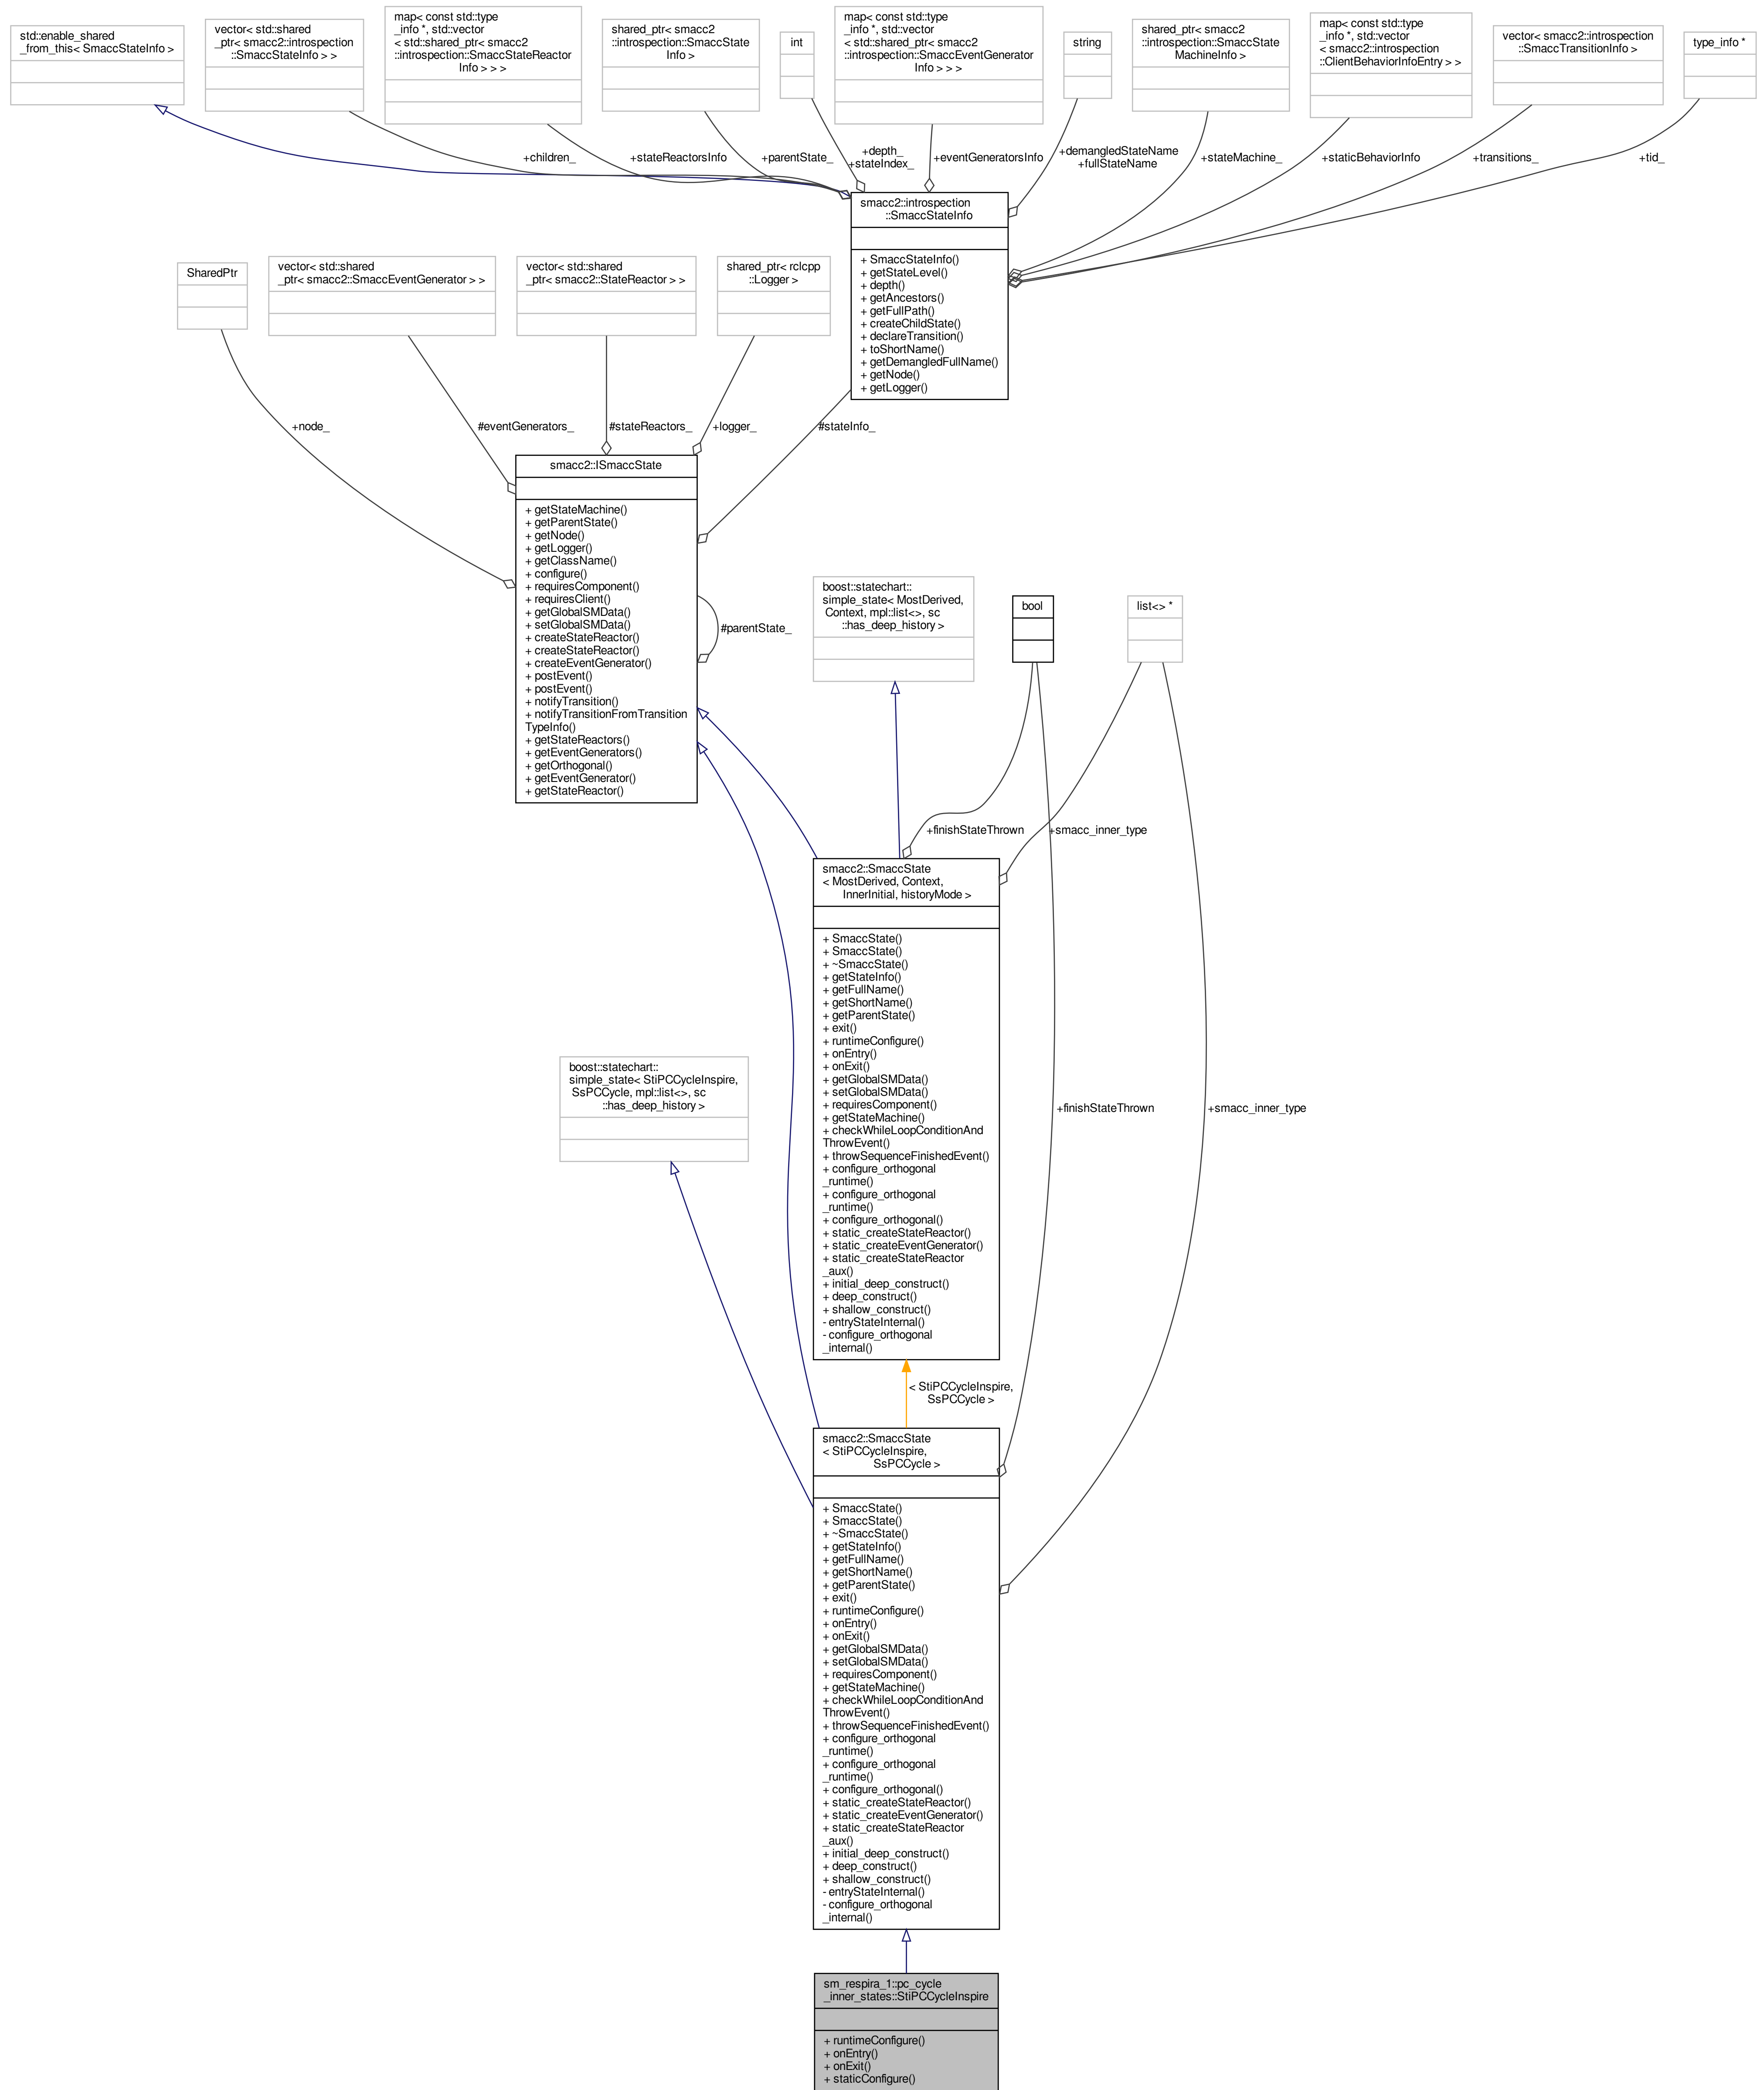 std::enable_shared
_from_this< SmaccStateInfo >
vector< std::shared
_ptr< smacc2::introspection
::SmaccStateInfo > >
map< const std::type
_info *, std::vector
< std::shared_ptr< smacc2
::introspection::SmaccStateReactor
Info > > >
shared_ptr< smacc2
::introspection::SmaccState
Info >
int
map< const std::type
_info *, std::vector
< std::shared_ptr< smacc2
::introspection::SmaccEventGenerator
Info > > >
string
shared_ptr< smacc2
::introspection::SmaccState
MachineInfo >
map< const std::type
_info *, std::vector
< smacc2::introspection
::ClientBehaviorInfoEntry > >
vector< smacc2::introspection
::SmaccTransitionInfo >
type_info *
+children_
+stateReactorsInfo
+parentState_
+depth_
+stateIndex_
+eventGeneratorsInfo
+demangledStateName
+fullStateName
+stateMachine_
+staticBehaviorInfo
+transitions_
+tid_
smacc2::introspection
::SmaccStateInfo
+ SmaccStateInfo()
+ getStateLevel()
+ depth()
+ getAncestors()
+ getFullPath()
+ createChildState()
+ declareTransition()
+ toShortName()
+ getDemangledFullName()
+ getNode()
+ getLogger()
SharedPtr
vector< std::shared
_ptr< smacc2::SmaccEventGenerator > >
vector< std::shared
_ptr< smacc2::StateReactor > >
shared_ptr< rclcpp
::Logger >
+node_
#eventGenerators_
#stateReactors_
+logger_
#stateInfo_
smacc2::ISmaccState
+ getStateMachine()
+ getParentState()
+ getNode()
+ getLogger()
+ getClassName()
+ configure()
+ requiresComponent()
+ requiresClient()
+ getGlobalSMData()
+ setGlobalSMData()
+ createStateReactor()
+ createStateReactor()
+ createEventGenerator()
+ postEvent()
+ postEvent()
+ notifyTransition()
+ notifyTransitionFromTransition
TypeInfo()
+ getStateReactors()
+ getEventGenerators()
+ getOrthogonal()
+ getEventGenerator()
+ getStateReactor()
#parentState_
boost::statechart::
simple_state< MostDerived,
Context, mpl::list<>, sc
::has_deep_history >
bool
list<> *
+finishStateThrown
+smacc_inner_type
smacc2::SmaccState
< MostDerived, Context,
InnerInitial, historyMode >
+ SmaccState()
+ SmaccState()
+ ~SmaccState()
+ getStateInfo()
+ getFullName()
+ getShortName()
+ getParentState()
+ exit()
+ runtimeConfigure()
+ onEntry()
+ onExit()
+ getGlobalSMData()
+ setGlobalSMData()
+ requiresComponent()
+ getStateMachine()
+ checkWhileLoopConditionAnd
ThrowEvent()
+ throwSequenceFinishedEvent()
+ configure_orthogonal
_runtime()
+ configure_orthogonal
_runtime()
+ configure_orthogonal()
+ static_createStateReactor()
+ static_createEventGenerator()
+ static_createStateReactor
_aux()
+ initial_deep_construct()
+ deep_construct()
+ shallow_construct()
- entryStateInternal()
- configure_orthogonal
_internal()
boost::statechart::
simple_state< StiPCCycleInspire,
SsPCCycle, mpl::list<>, sc
::has_deep_history >
+finishStateThrown
+smacc_inner_type
< StiPCCycleInspire,
SsPCCycle >
smacc2::SmaccState
< StiPCCycleInspire,
SsPCCycle >
+ SmaccState()
+ SmaccState()
+ ~SmaccState()
+ getStateInfo()
+ getFullName()
+ getShortName()
+ getParentState()
+ exit()
+ runtimeConfigure()
+ onEntry()
+ onExit()
+ getGlobalSMData()
+ setGlobalSMData()
+ requiresComponent()
+ getStateMachine()
+ checkWhileLoopConditionAnd
ThrowEvent()
+ throwSequenceFinishedEvent()
+ configure_orthogonal
_runtime()
+ configure_orthogonal
_runtime()
+ configure_orthogonal()
+ static_createStateReactor()
+ static_createEventGenerator()
+ static_createStateReactor
_aux()
+ initial_deep_construct()
+ deep_construct()
+ shallow_construct()
- entryStateInternal()
- configure_orthogonal
_internal()
sm_respira_1::pc_cycle
_inner_states::StiPCCycleInspire
+ runtimeConfigure()
+ onEntry()
+ onExit()
+ staticConfigure()